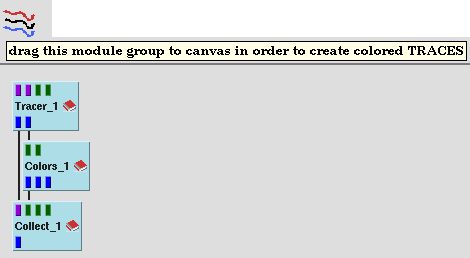 drag this module group to canvas in order to create colored TRACES
Tracer_1
Colors_1
Collect_1